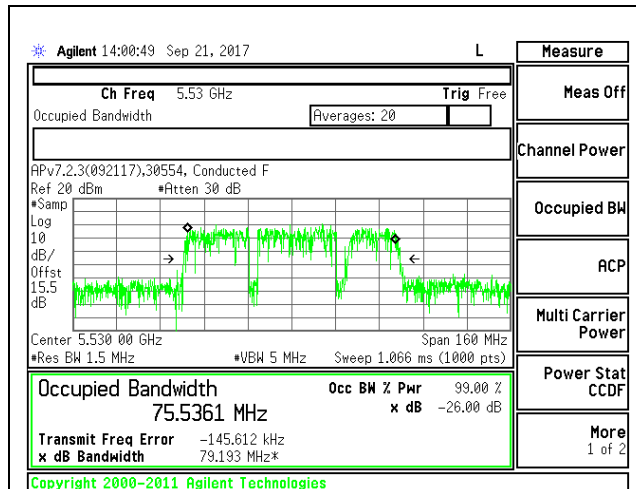 Agilent 14:00:49 Sep 21, 2017 L
Measure
Ch Freq 5.53 GHz Trig Free
Occupied Bandwidth Averages: 20
APv7.2.3(092117),30554, Conducted F
Ref 20 dBm #Atten 30 dB
#Samp
Log
10
dB/
Offst
15.5
dB
Center 5.530 00 GHz Span 160 MHz
#Res BW 1.5 MHz #VBW 5 MHz Sweep 1.066 ms (1000 pts)
Occupied Bandwidth Occ BW % Pwr 99.00 %
75.5361 MHz x dB -26.00 dB
Transmit Freq Error -145.612 kHz
x dB Bandwidth 79.193 MHz*
Copyright 2000-2011 Agilent Technologies
Meas Off
Channel Power
Occupied BW
ACP
Multi Carrier
Power
Power Stat
CCDF
More
1 of 2